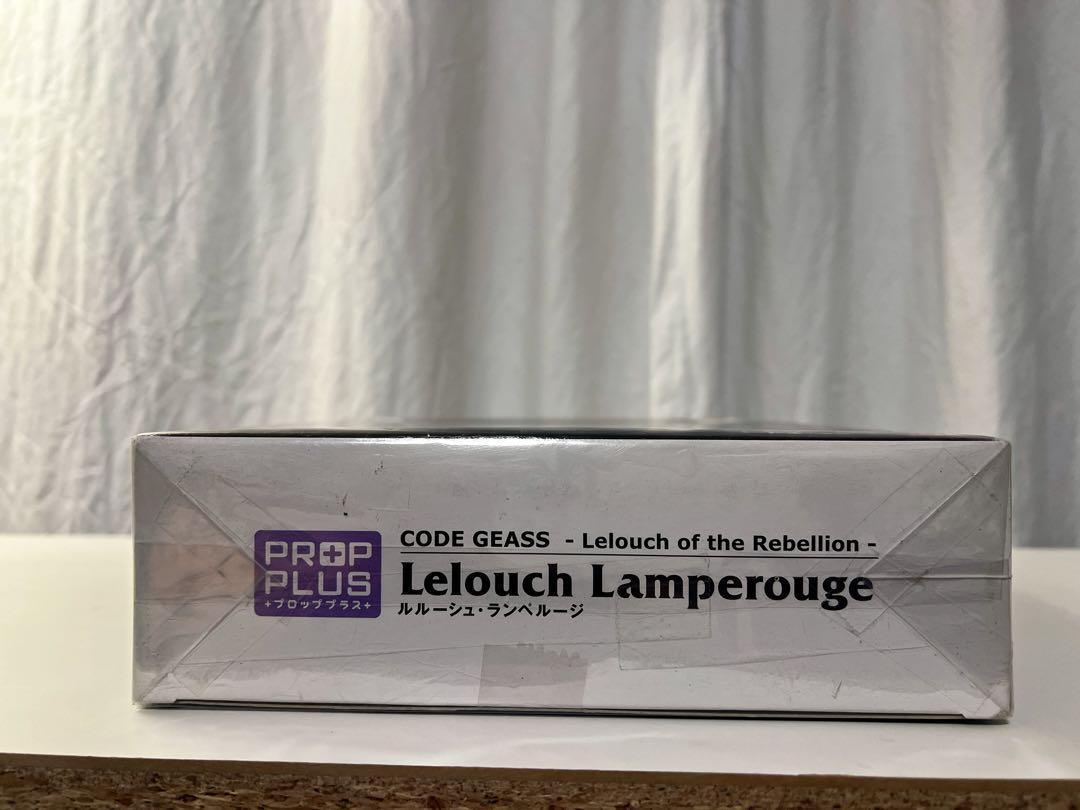 PROP
PLUS
+プロッププラス+
CODE GEASS - Lelouch of the Rebellion -
Lelouch Lamperouge
ルルーシュ・ランペルージ